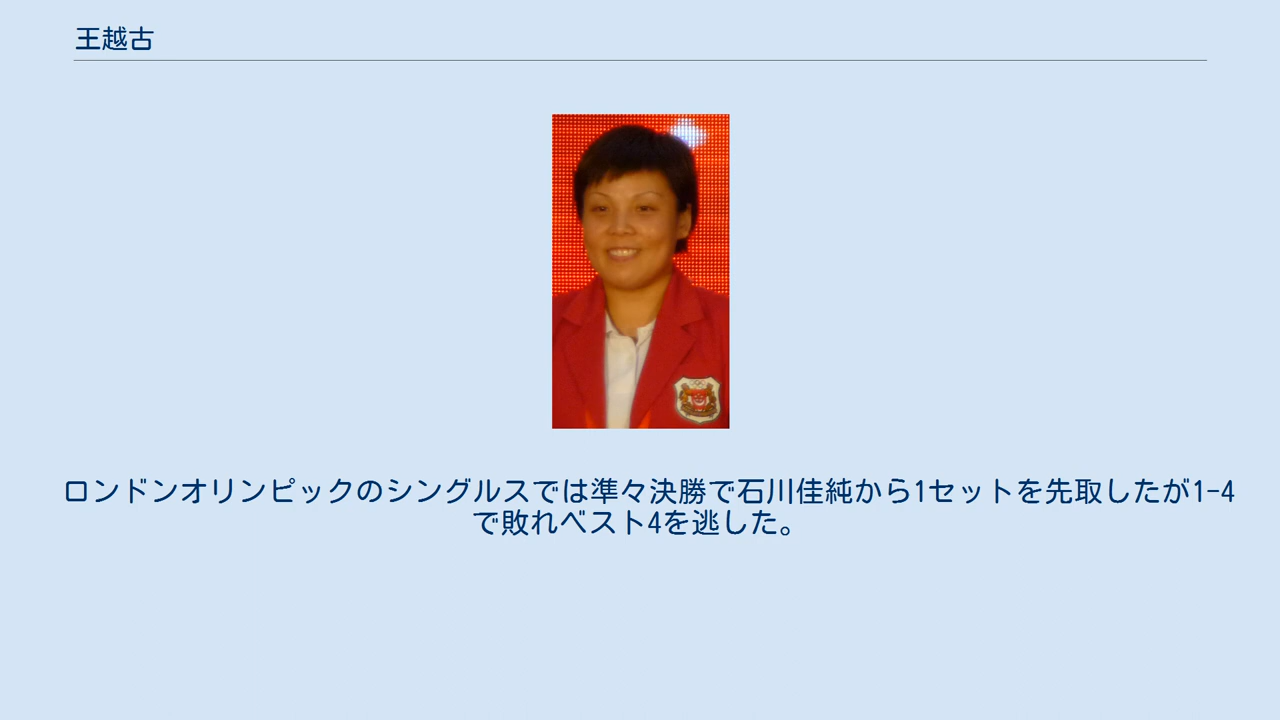 王越古
ロンドンオリンピックのシングルスでは準々決勝で石川佳純から1セットを先取したが1-4
で敗れベスト4を逃した。